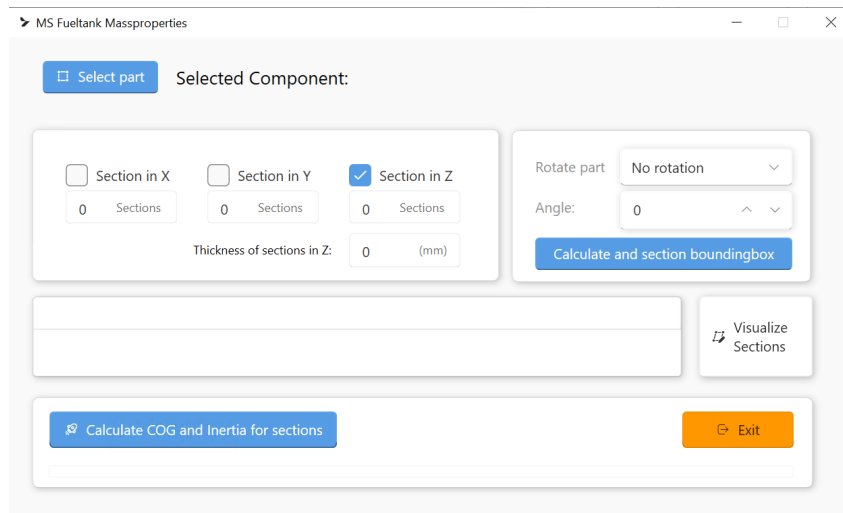 MS Fueltank Massproperties
Select part
Selected Component:
Section in X
Section in Y
Section in Z
0 Sections
0 Sections
0 Sections
Thickness of sections in Z:
0 (mm)
Rotate part
No rotation
Angle:
0
Calculate and section boundingbox
Visualize
Sections
Calculate COG and Inertia for sections
Exit